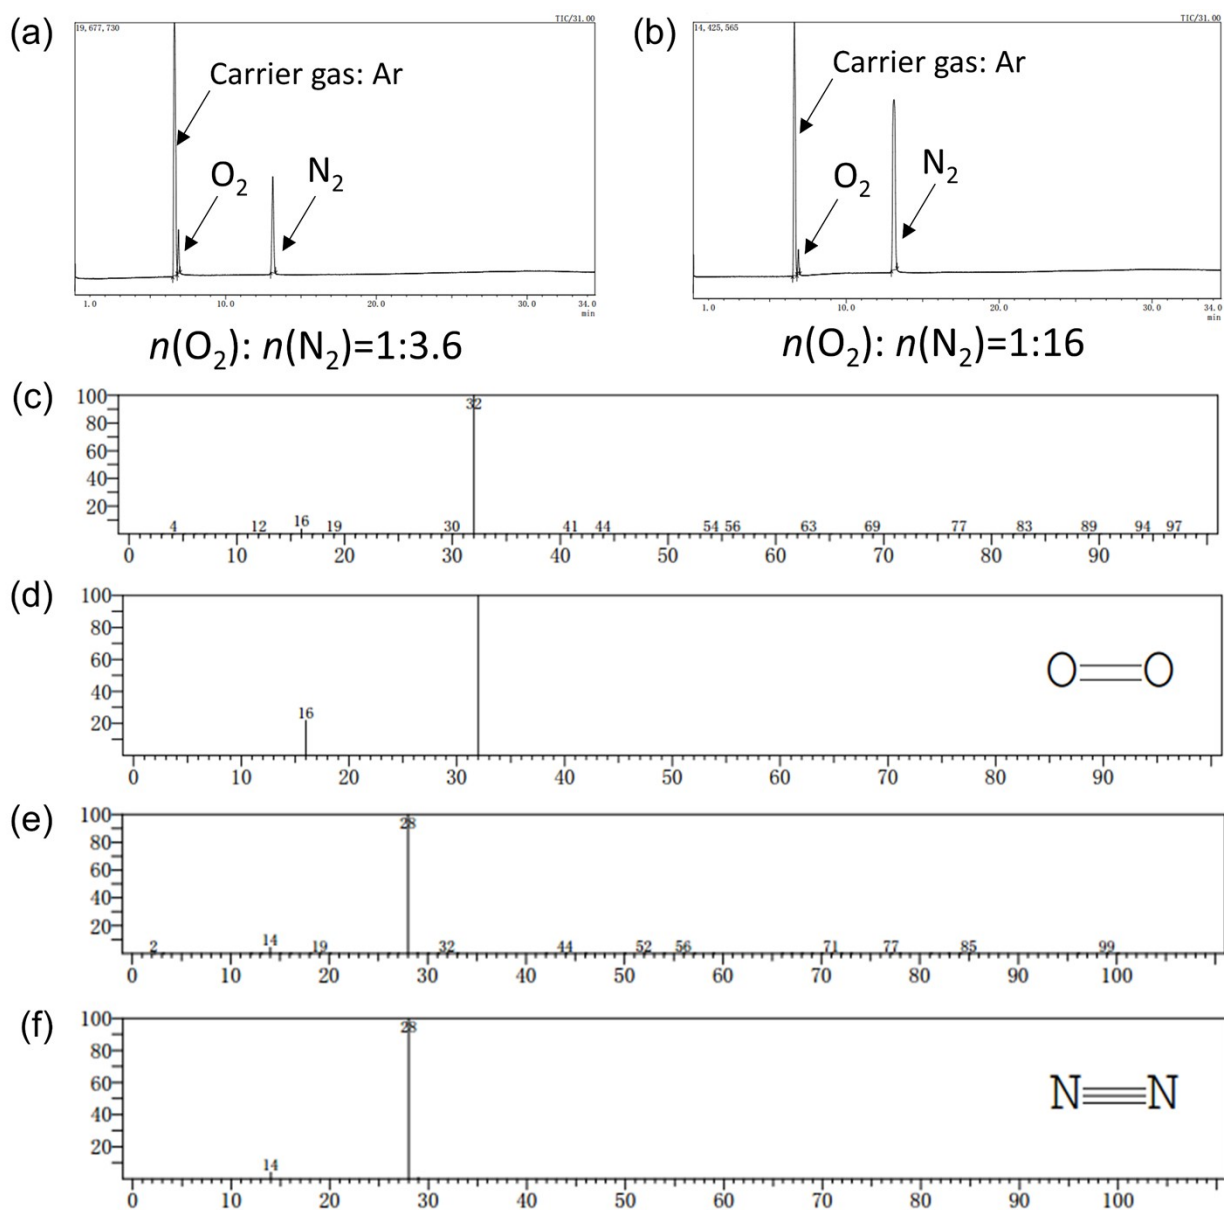 (a)
TIC/31.00
19,677,730
Carrier gas: Ar
O₂
N₂
1.0 10.0 20.0 30.0 34.0
min
n(O₂): n(N₂)=1:3.6
(b)
TIC/31.00
14,425,565
Carrier gas: Ar
O₂
N₂
1.0 10.0 20.0 30.0 34.0
min
n(O₂): n(N₂)=1:16
(c)
100
80
60
40
20
32
4 12 16 19 30 41 44 54 56 63 69 77 83 89 94 97
0 10 20 30 40 50 60 70 80 90
(d)
100
80
60
40
20
16
O O
0 10 20 30 40 50 60 70 80 90
(e)
100
80
60
40
20
28
2 14 19 32 44 52 56 71 77 85 99
0 10 20 30 40 50 60 70 80 90 100
(f)
100
80
60
40
20
28
14
N N
0 10 20 30 40 50 60 70 80 90 100